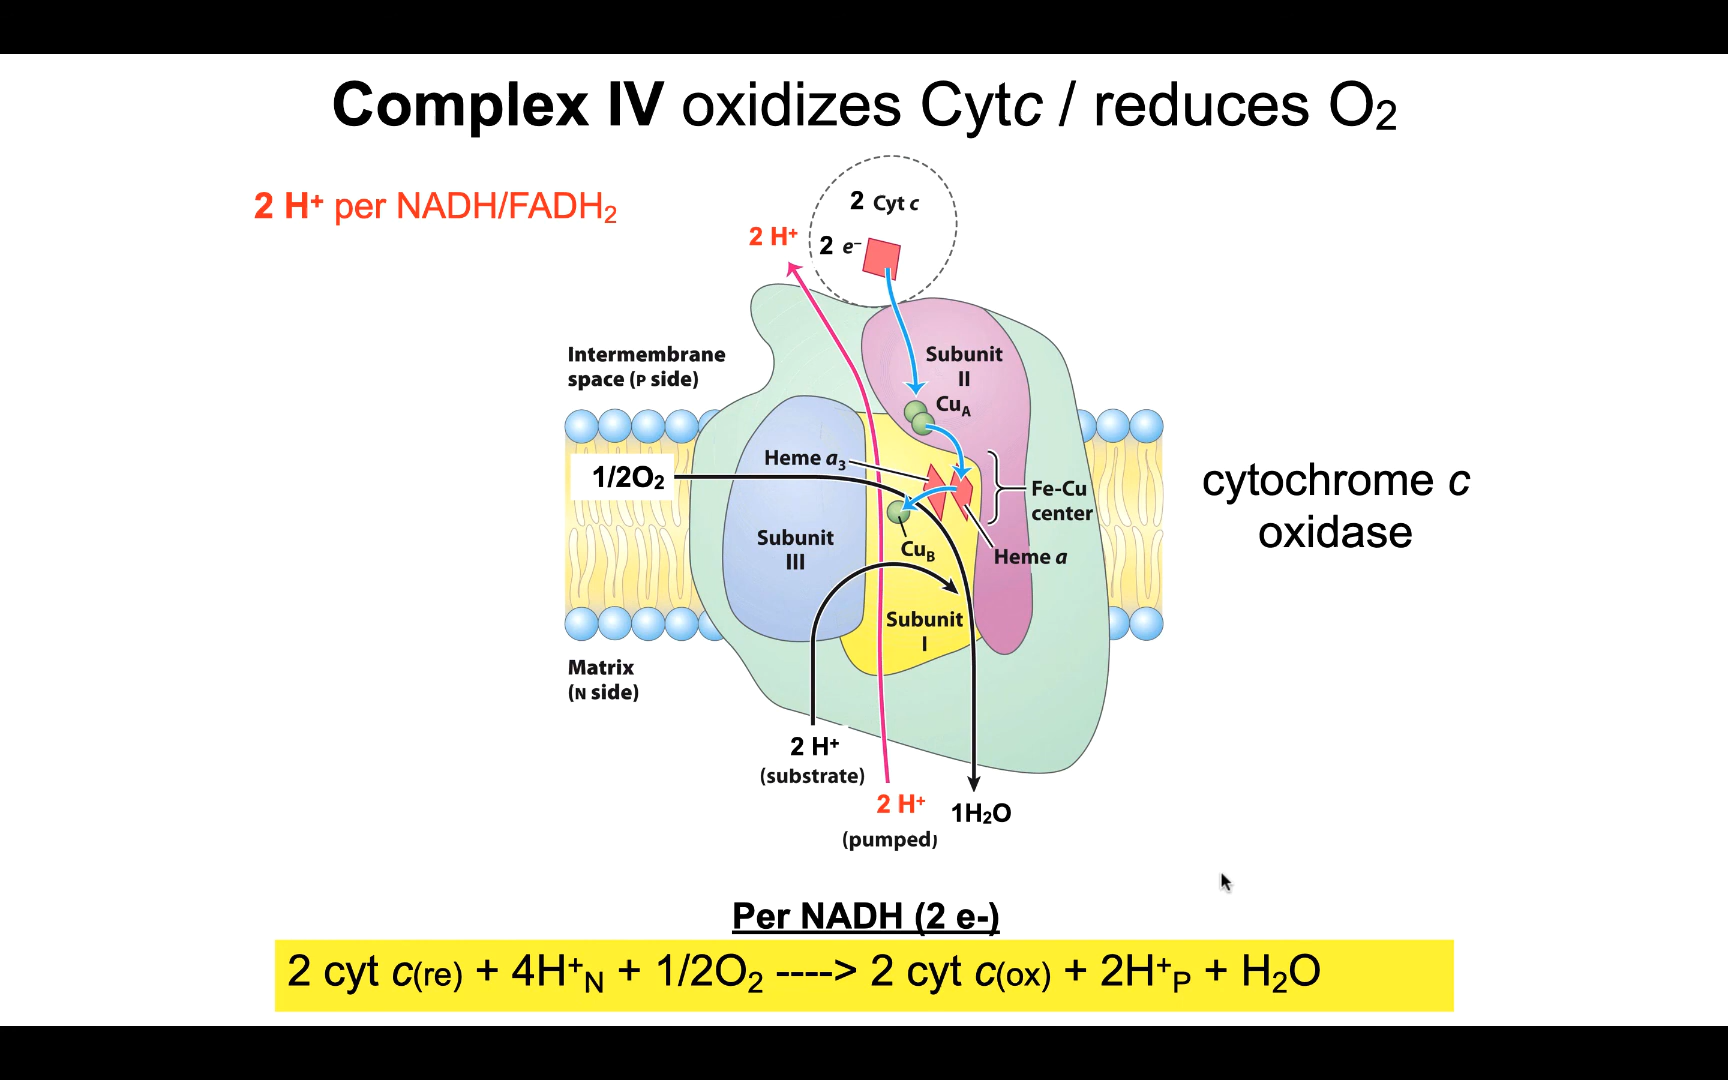 Complex IV oxidizes Cytc / reduces O₂
2 H⁺ per NADH/FADH₂
2 Cyt c
2 H⁺
2 e⁻
Intermembrane
space (P side)
Subunit
II
CuA
1/2O₂
Heme a₃
Fe-Cu
center
cytochrome c
oxidase
Subunit
III
CuB
Heme a
Subunit
I
Matrix
(N side)
2 H⁺
(substrate)
2 H⁺
(pumped)
1H₂O
Per NADH (2 e-)
2 cyt c(re) + 4H⁺N + 1/2O₂ ----> 2 cyt c(ox) + 2H⁺P + H₂O